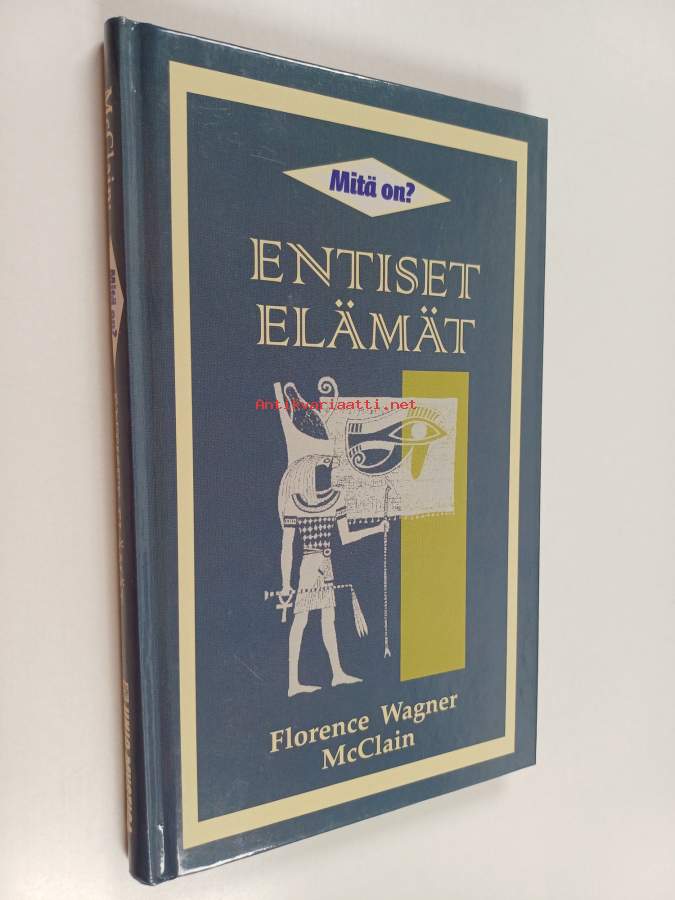 Mitä on?
ENTISET
ELÄMÄT
Antikvariaatti.net
Florence Wagner
McClain
McClain
Mitä on?